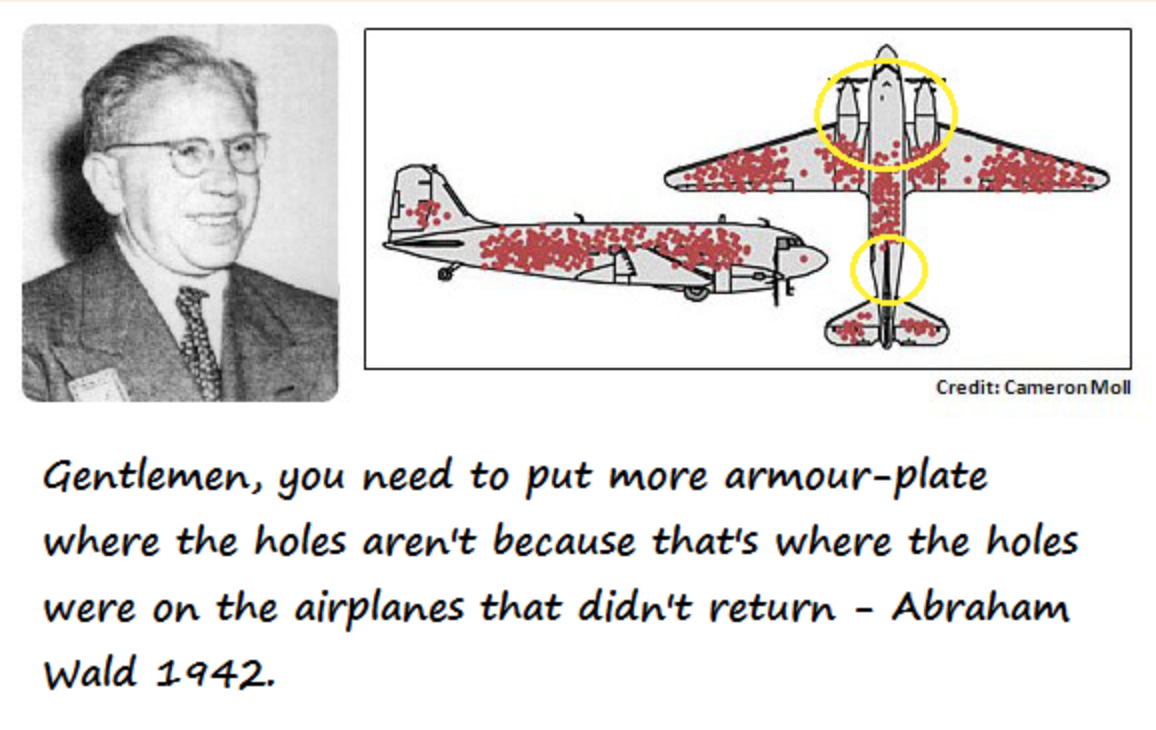 Credit: Cameron Moll
Gentlemen, you need to put more armour-plate
where the holes aren't because that's where the holes
were on the airplanes that didn't return - Abraham
Wald 1942.